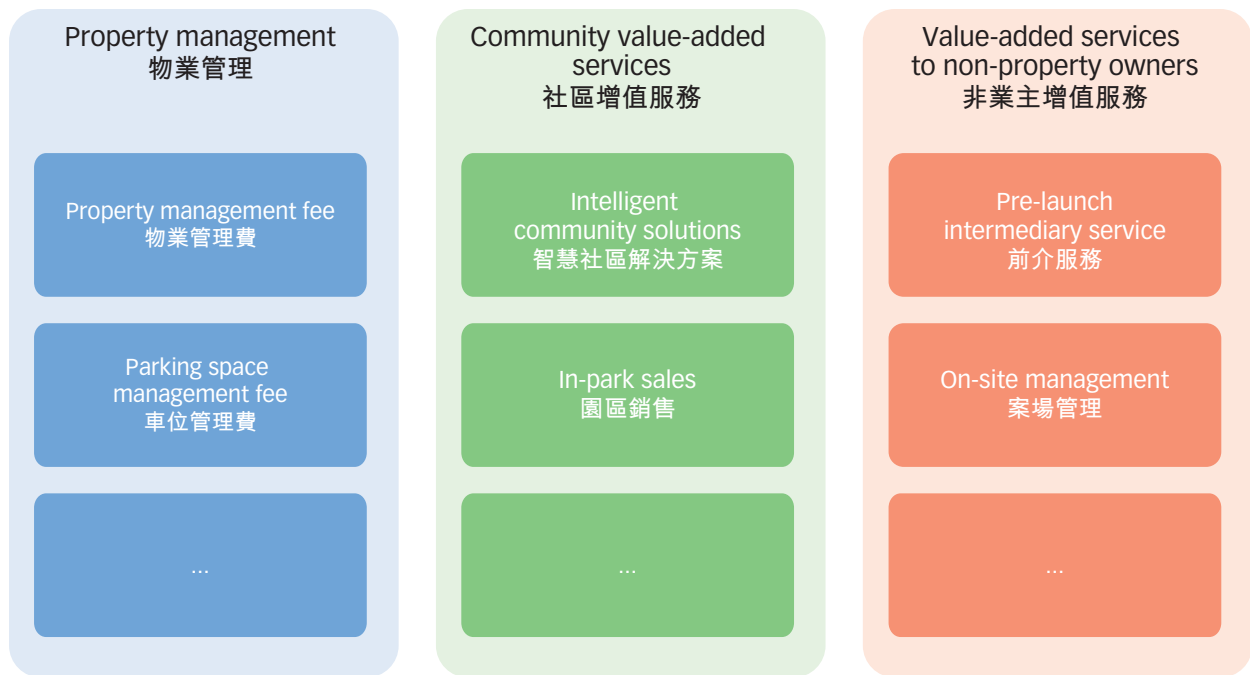 Property management
物業管理
Property management fee
物業管理費
Parking space
management fee
車位管理費
...
Community value-added
services
社區增值服務
Intelligent
community solutions
智慧社區解決方案
In-park sales
園區銷售
...
Value-added services
to non-property owners
非業主增值服務
Pre-launch
intermediary service
前介服務
On-site management
案場管理
...